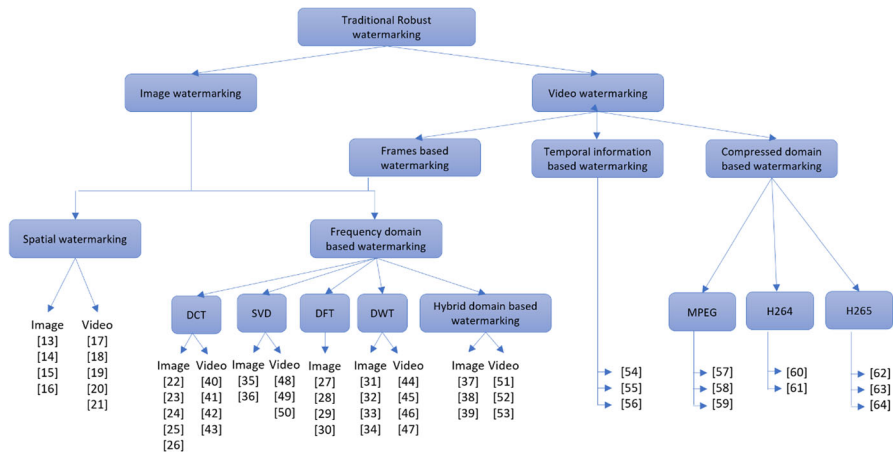 Traditional Robust
watermarking
Image watermarking
Video watermarking
Frames based
watermarking
Temporal information
based watermarking
Compressed domain
based watermarking
Spatial watermarking
Frequency domain
based watermarking
DCT
SVD
DFT
DWT
Hybrid domain based
watermarking
MPEG
H264
H265
Image
[13]
[14]
[15]
[16]
Video
[17]
[18]
[19]
[20]
[21]
Image
[22]
[23]
[24]
[25]
[26]
Video
[40]
[41]
[42]
[43]
Image
[35]
[36]
Video
[48]
[49]
[50]
Image
[27]
[28]
[29]
[30]
Image
[31]
[32]
[33]
[34]
Video
[44]
[45]
[46]
[47]
Image
[37]
[38]
[39]
Video
[51]
[52]
[53]
[54]
[55]
[56]
[57]
[58]
[59]
[60]
[61]
[62]
[63]
[64]